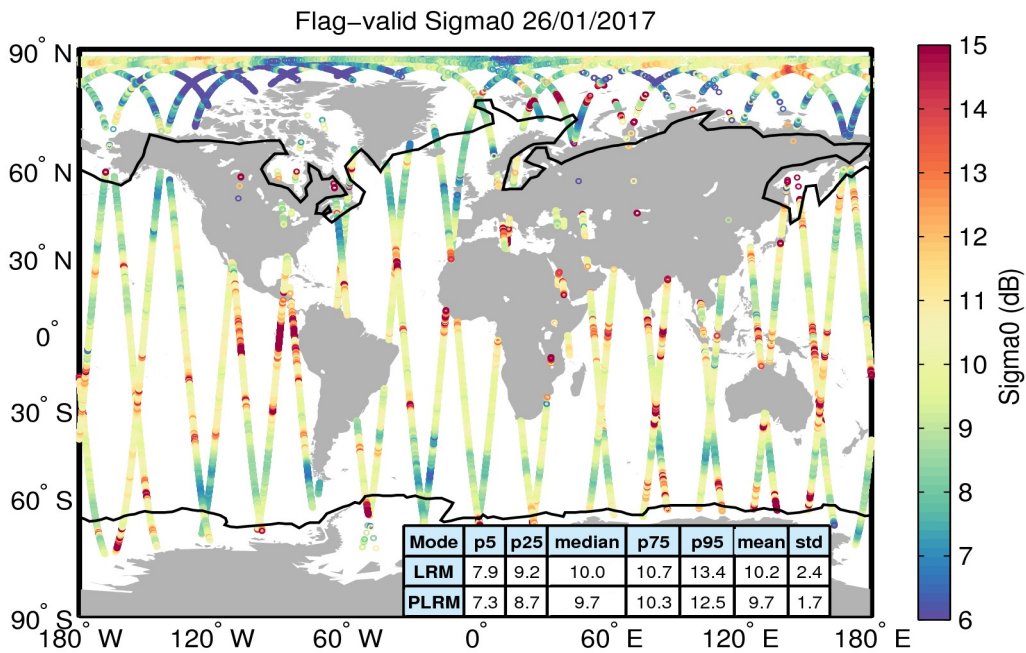 Flag-valid Sigma0 26/01/2017
90° N
60° N
30° N
0°
30° S
60° S
90° S
180° W
120° W
60° W
0°
60° E
120° E
180° E
Mode p5 p25 median p75 p95 mean std
LRM 7.9 9.2 10.0 10.7 13.4 10.2 2.4
PLRM 7.3 8.7 9.7 10.3 12.5 9.7 1.7
15
14
13
12
11
10
9
8
7
6
Sigma0 (dB)